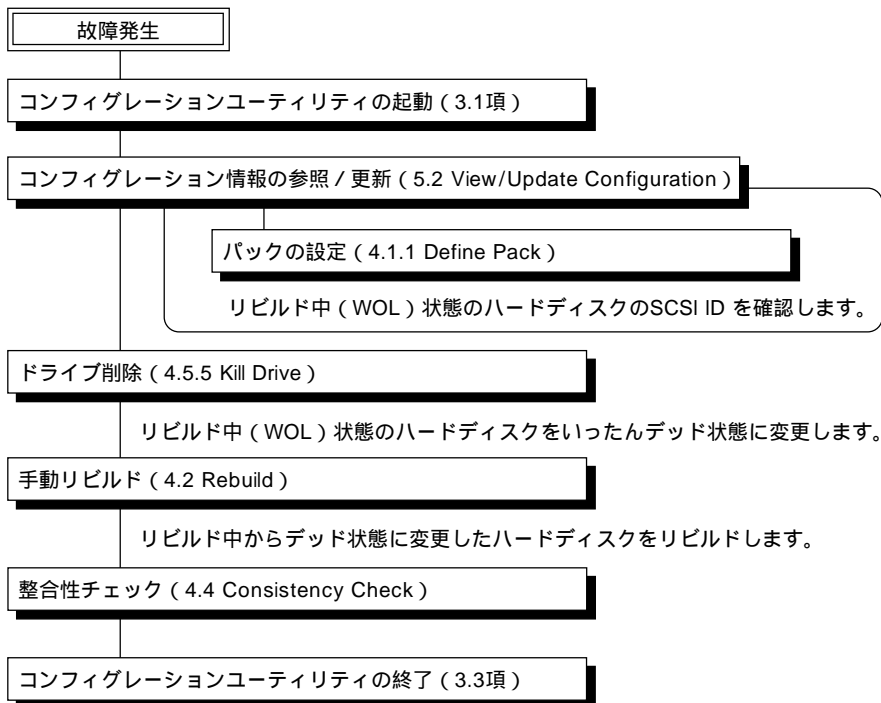 故障発生
コンフィグレーションユーティリティの起動（3.1項）
コンフィグレーション情報の参照／更新（5.2 View/Update Configuration）
パックの設定（4.1.1 Define Pack）
リビルド中（WOL）状態のハードディスクのSCSI ID を確認します。
ドライブ削除（4.5.5 Kill Drive）
リビルド中（WOL）状態のハードディスクをいったんデッド状態に変更します。
手動リビルド（4.2 Rebuild）
リビルド中からデッド状態に変更したハードディスクをリビルドします。
整合性チェック（4.4 Consistency Check）
コンフィグレーションユーティリティの終了（3.3項）